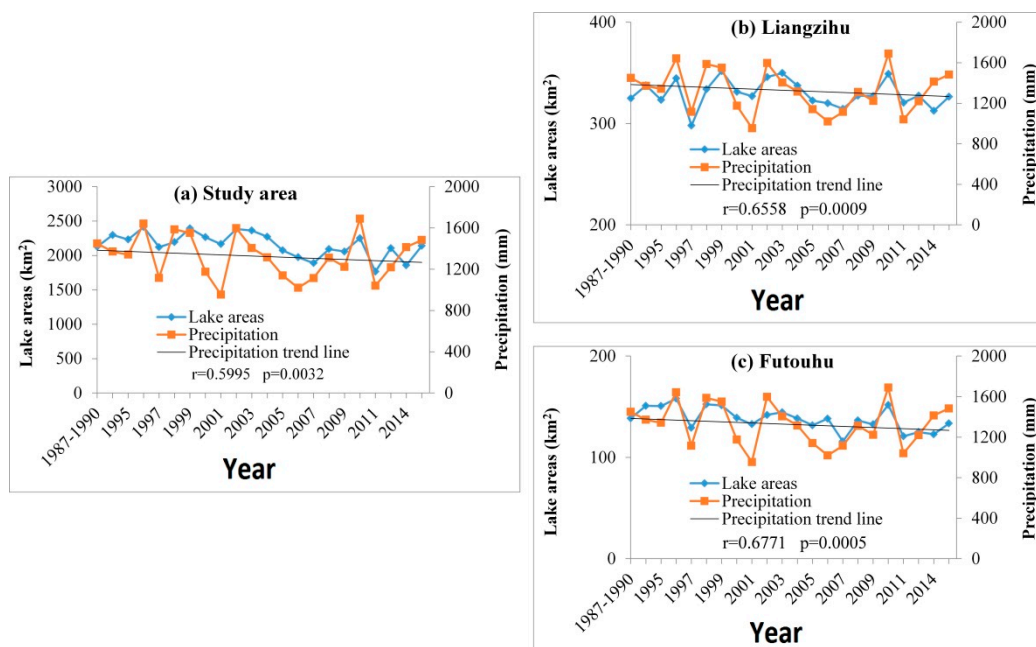 (a) Study area
3000
2500
2000
1500
1000
500
0
2000
1600
1200
800
400
0
Lake areas (km²)
Precipitation (mm)
Lake areas
Precipitation
Precipitation trend line
r=0.5995 p=0.0032
1987-1990
1995
1997
1999
2001
2003
2005
2007
2009
2011
2014
Year
(b) Liangzihu
400
300
200
2000
1600
1200
800
400
0
Lake areas (km²)
Precipitation (mm)
Lake areas
Precipitation
Precipitation trend line
r=0.6558 p=0.0009
1987-1990
1995
1997
1999
2001
2003
2005
2007
2009
2011
2014
Year
(c) Futouhu
200
100
0
2000
1600
1200
800
400
0
Lake areas (km²)
Precipitation (mm)
Lake areas
Precipitation
Precipitation trend line
r=0.6771 p=0.0005
1987-1990
1995
1997
1999
2001
2003
2005
2007
2009
2011
2014
Year